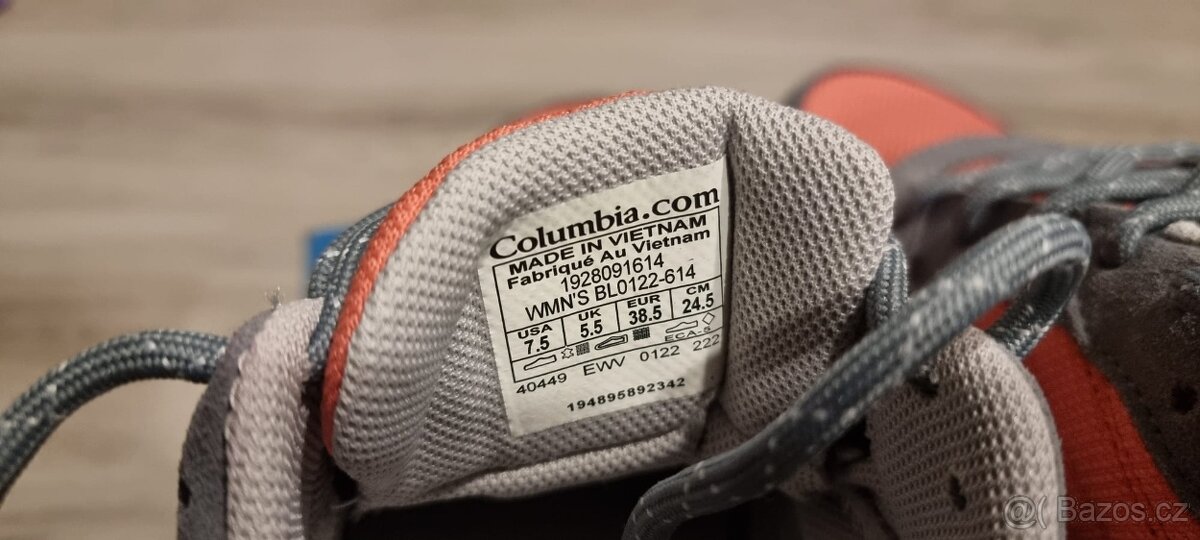 Columbia.com
MADE IN VIETNAM
Fabriqué Au Vietnam
1928091614
WMN'S BL0122-614
USA UK EUR CM
7.5 5.5 38.5 24.5
ECA-5
40449 EWV 0122 222
194895892342
@( Bazos.cz